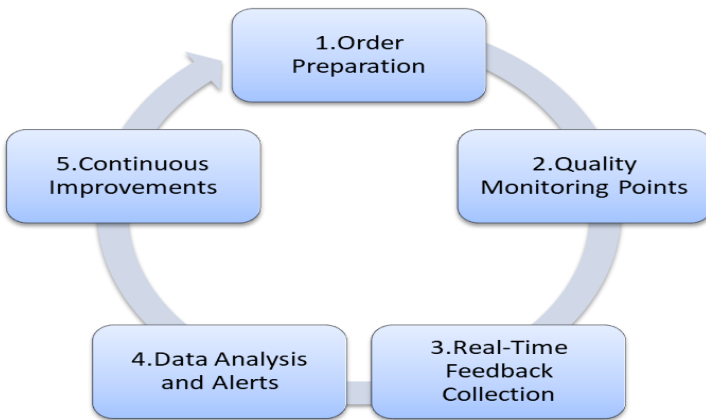 1.Order
Preparation
2.Quality
Monitoring Points
3.Real-Time
Feedback
Collection
4.Data Analysis
and Alerts
5.Continuous
Improvements